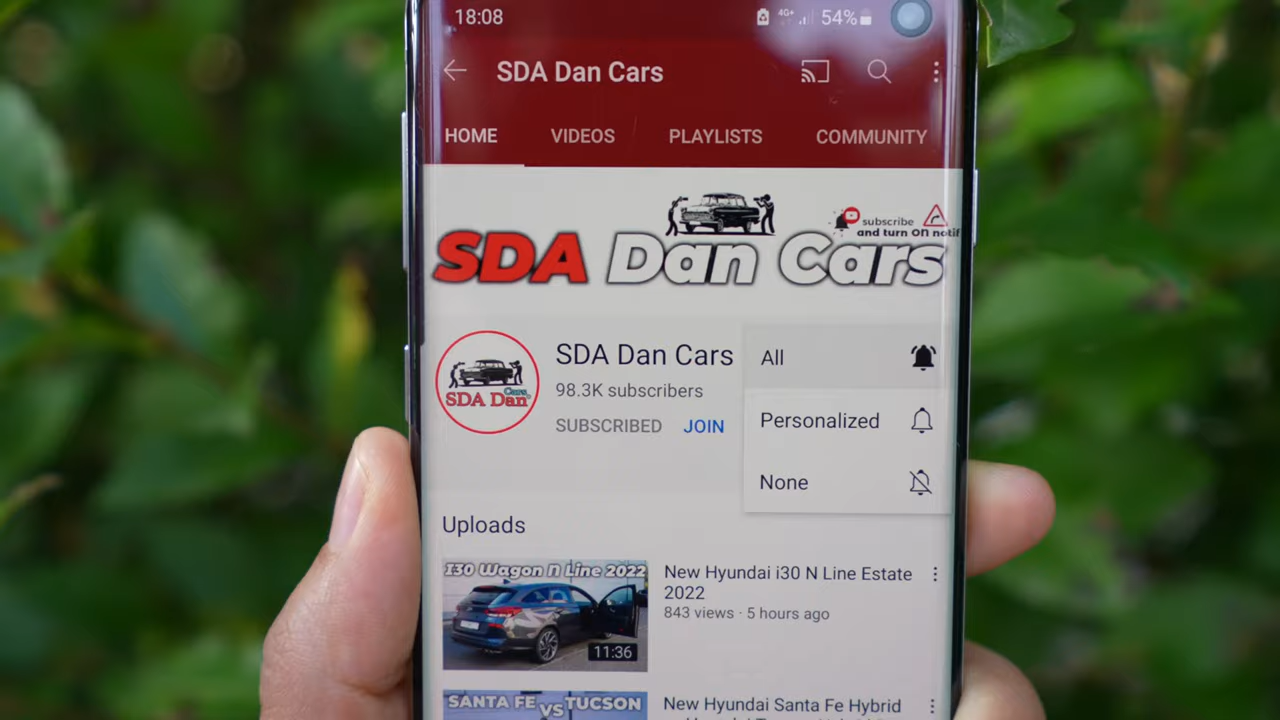 18:08
4G+
54%
SDA Dan Cars
HOME
VIDEOS
PLAYLISTS
COMMUNITY
subscribe
and turn ON notif
SDA Dan Cars
SDA Dan Cars
98.3K subscribers
SUBSCRIBED
JOIN
Cars
SDA Dan
All
Personalized
None
Uploads
I30 Wagon N Line 2022
11:36
New Hyundai i30 N Line Estate
2022
843 views · 5 hours ago
SANTA FE VS TUCSON
New Hyundai Santa Fe Hybrid